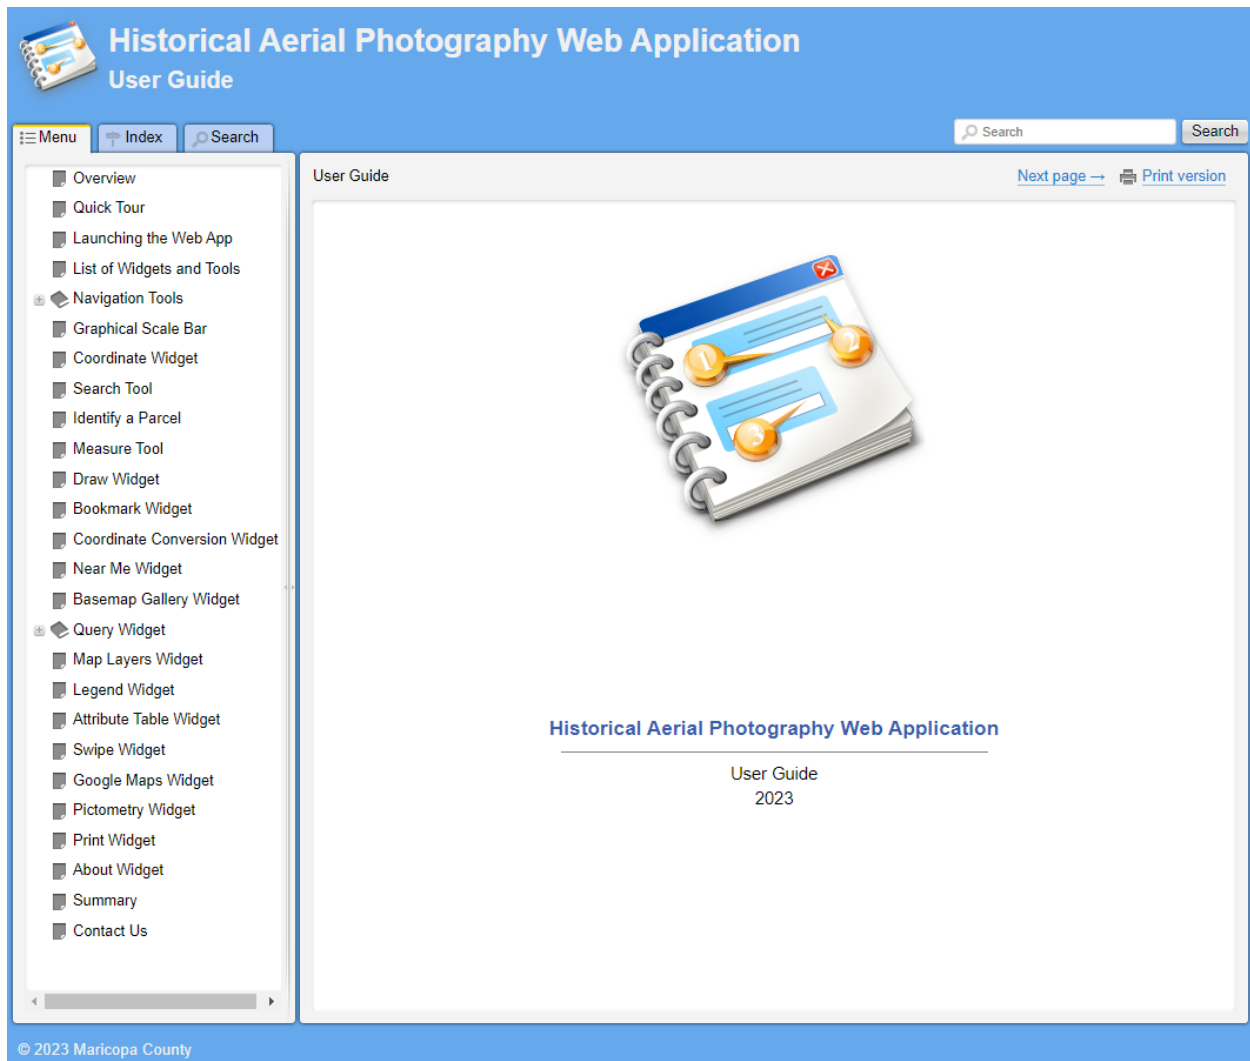 Historical Aerial Photography Web Application
User Guide
Menu
Index
Search
Search
Search
Overview
Quick Tour
Launching the Web App
List of Widgets and Tools
Navigation Tools
Graphical Scale Bar
Coordinate Widget
Search Tool
Identify a Parcel
Measure Tool
Draw Widget
Bookmark Widget
Coordinate Conversion Widget
Near Me Widget
Basemap Gallery Widget
Query Widget
Map Layers Widget
Legend Widget
Attribute Table Widget
Swipe Widget
Google Maps Widget
Pictometry Widget
Print Widget
About Widget
Summary
Contact Us
User Guide
Next page →
Print version
1
2
3
Historical Aerial Photography Web Application
User Guide
2023
© 2023 Maricopa County